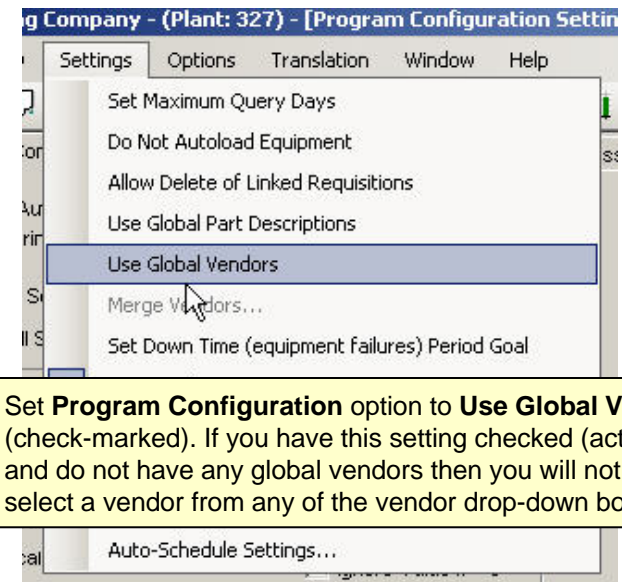 g Company - (Plant: 327) - [Program Configuration Settin
Settings Options Translation Window Help
Set Maximum Query Days
Do Not Autoload Equipment
Allow Delete of Linked Requisitions
Use Global Part Descriptions
Use Global Vendors
Merge Vendors...
Set Down Time (equipment failures) Period Goal
Set Program Configuration option to Use Global V
(check-marked). If you have this setting checked (act
and do not have any global vendors then you will not
select a vendor from any of the vendor drop-down bo
Auto-Schedule Settings...